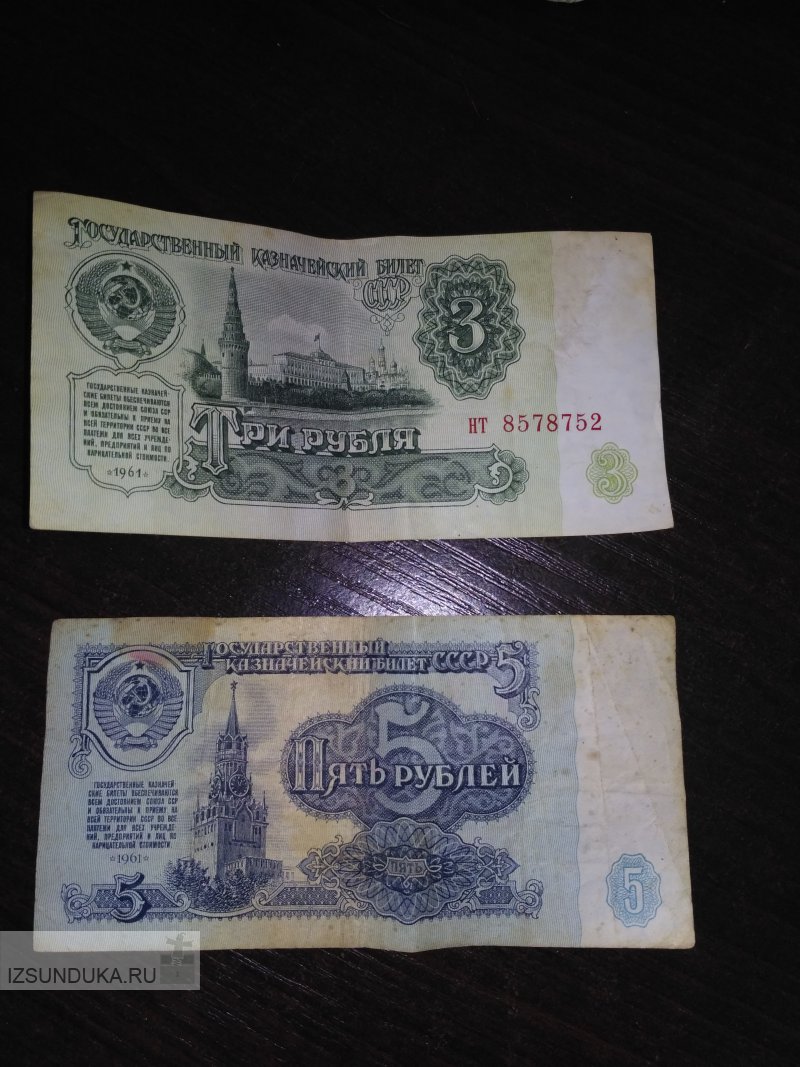 Государственный казначейский билет
СССР
3
Государственные казначей-
ские билеты обеспечиваются
всем достоянием Союза ССР
и обязательны к приему на
всей территории СССР во все
платежи для всех учрежде-
ний, предприятий и лиц по
нарицательной стоимости.
*1961*
Три рубля
нт 8578752
3
3
Государственный
казначейский билет СССР
5
Пять рублей
5
Государственные казначей-
ские билеты обеспечиваются
всем достоянием Союза ССР
и обязательны к приему на
всей территории СССР во все
платежи для всех учрежде-
ний, предприятий и лиц по
нарицательной стоимости.
*1961*
5
ПЯТЬ
5
IZSUNDUKA.RU